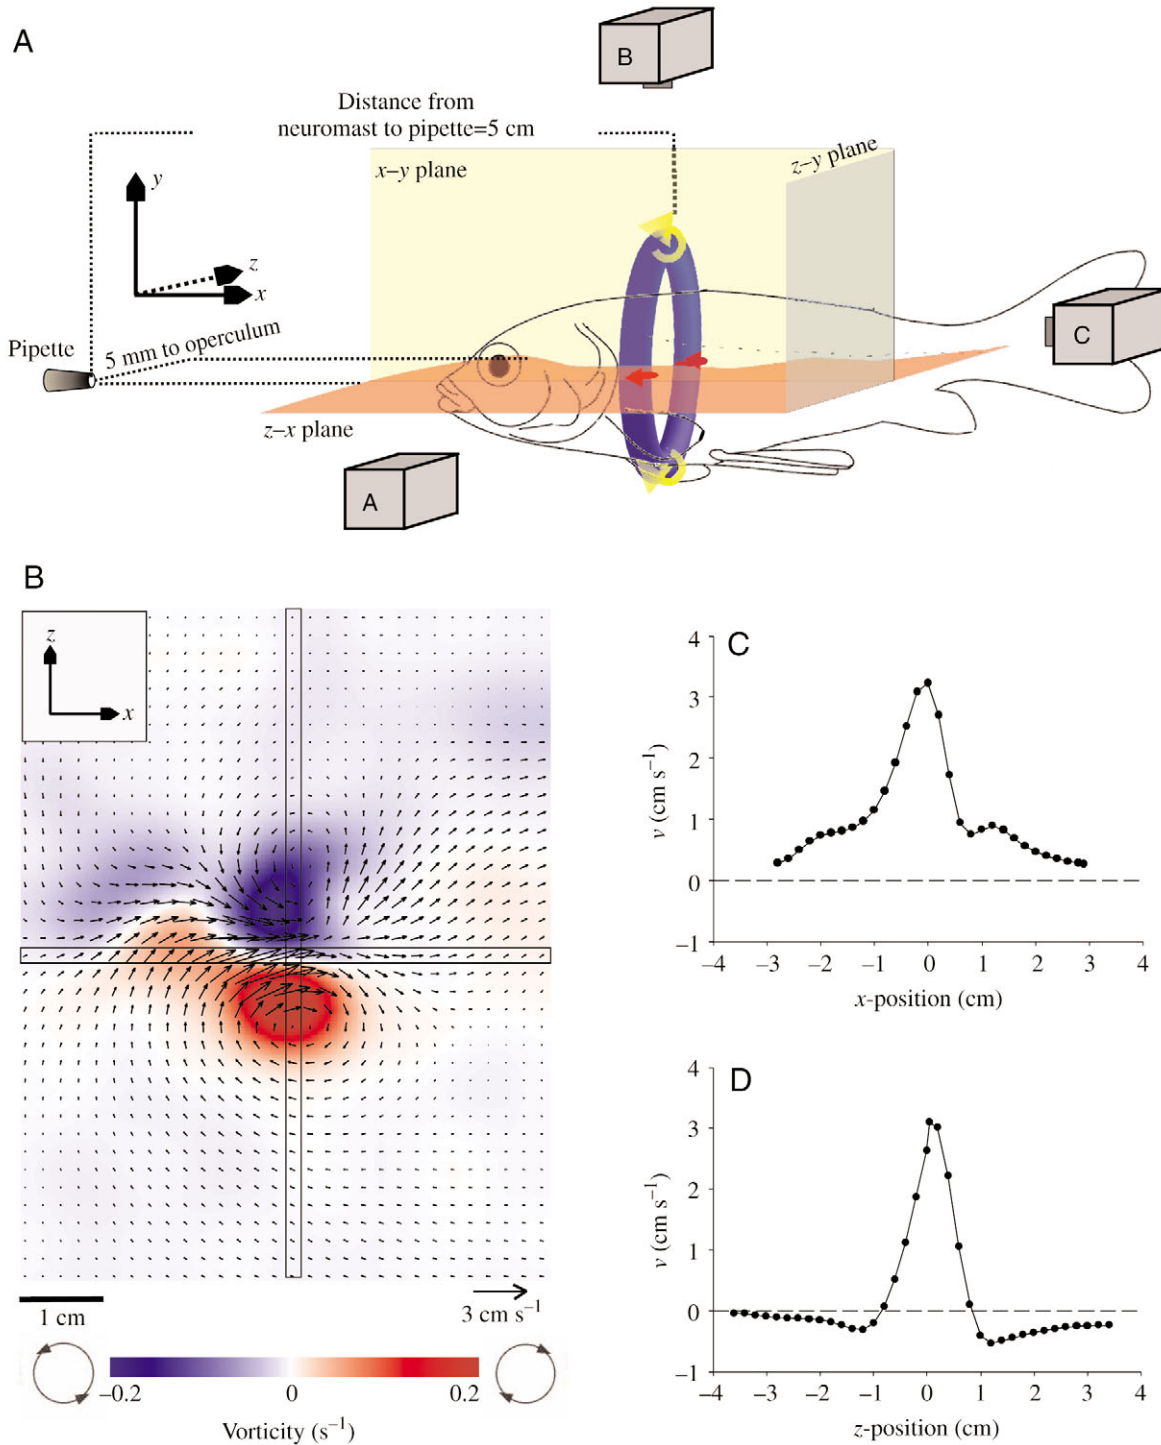 A
B
Distance from
neuromast to pipette=5 cm
x–y plane
z–y plane
y
z
x
C
Pipette
5 mm to operculum
z–x plane
A
B
z
x
1 cm
3 cm s⁻¹
–0.2
0
0.2
Vorticity (s⁻¹)
C
4
3
2
1
0
–1
v (cm s⁻¹)
–4
–3
–2
–1
0
1
2
3
4
x-position (cm)
D
4
3
2
1
0
–1
v (cm s⁻¹)
–4
–3
–2
–1
0
1
2
3
4
z-position (cm)